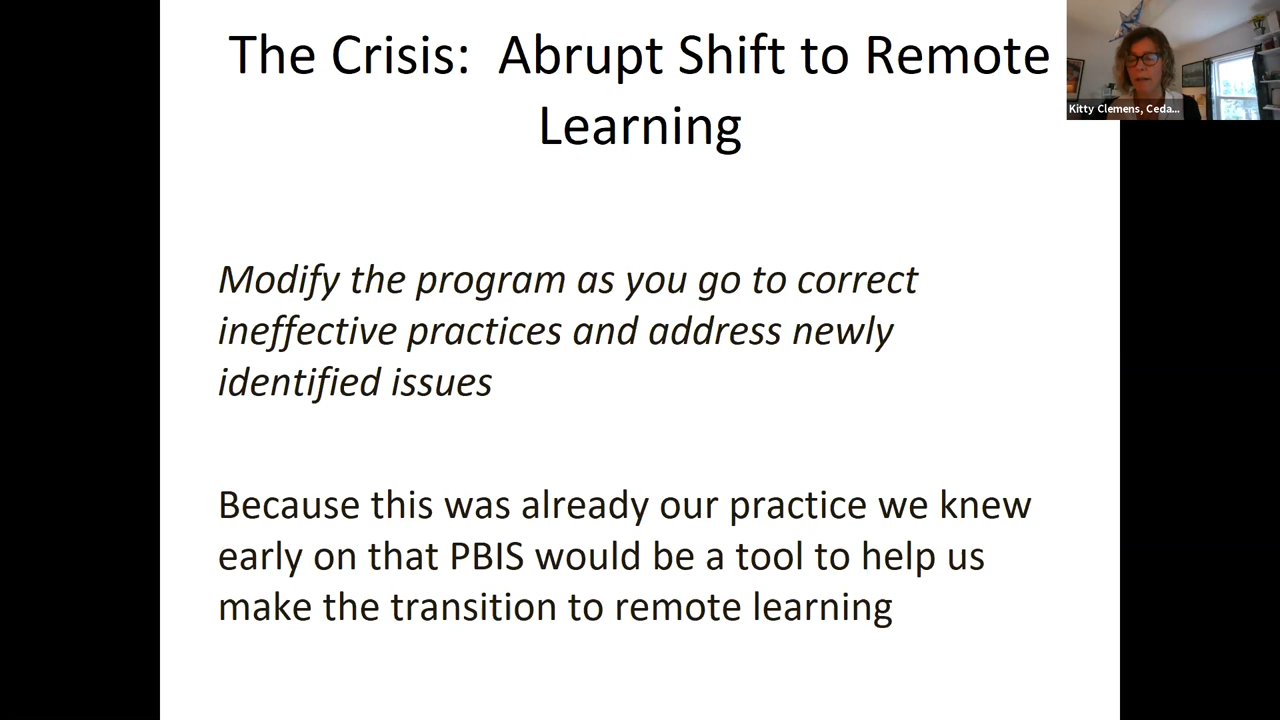 The Crisis:  Abrupt Shift to Remote
Learning
Kitty Clemens, Ceda...
Modify the program as you go to correct
ineffective practices and address newly
identified issues
Because this was already our practice we knew
early on that PBIS would be a tool to help us
make the transition to remote learning